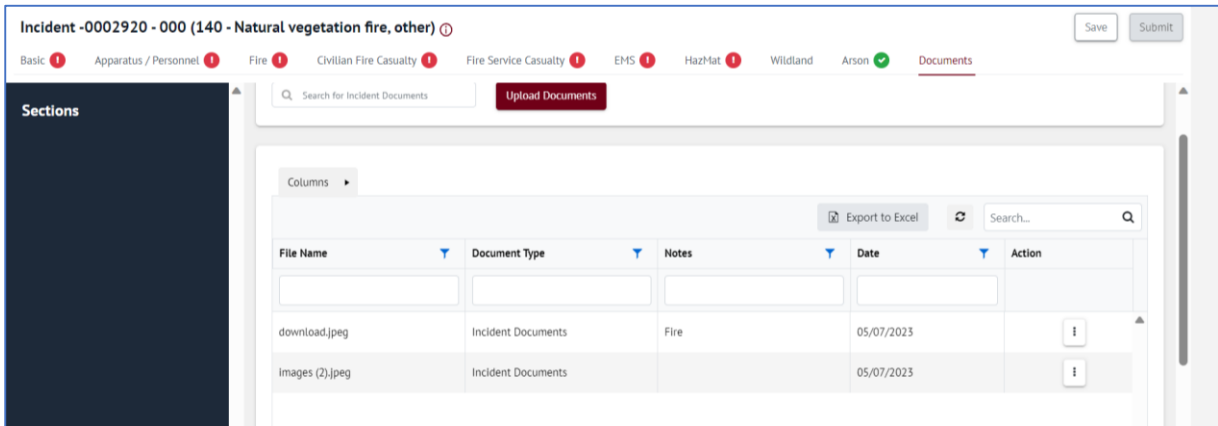 Incident -0002920 - 000 (140 - Natural vegetation fire, other)
Save
Submit
Basic
Apparatus / Personnel
Fire
Civilian Fire Casualty
Fire Service Casualty
EMS
HazMat
Wildland
Arson
Documents
Sections
Search for Incident Documents
Upload Documents
Columns
Export to Excel
Search...
File Name
Document Type
Notes
Date
Action
download.jpeg
Incident Documents
Fire
05/07/2023
images (2).jpeg
Incident Documents
05/07/2023